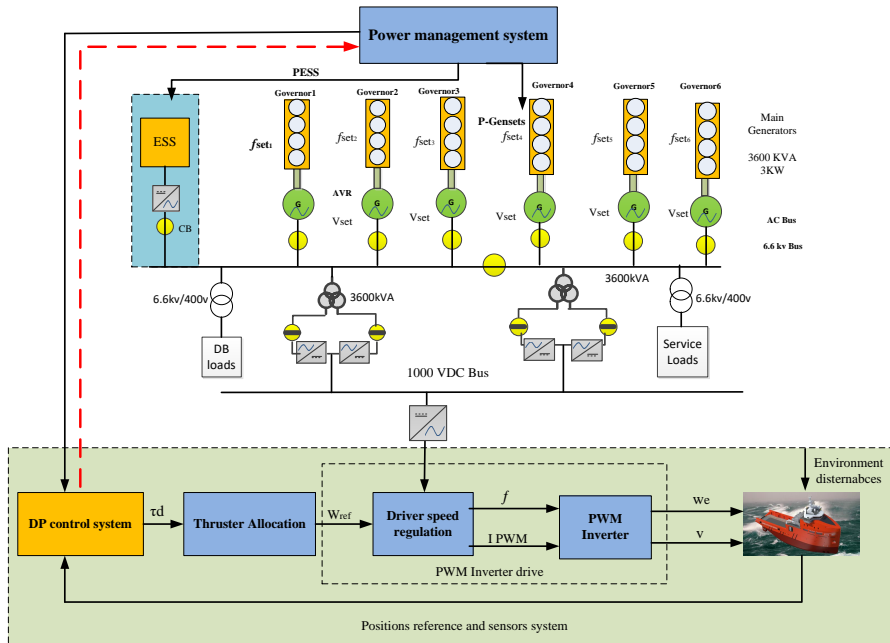 Power management system
PESS
Governor1
Governor2
Governor3
Governor4
Governor5
Governor6
P-Gensets
ESS
fset1
fset2
fset3
fset4
fset5
fset6
Main
Generators
3600 KVA
3KW
AVR
G
G
G
G
G
G
Vset
Vset
Vset
Vset
CB
AC Bus
6.6 kv Bus
6.6kv/400v
3600kVA
3600kVA
6.6kv/400v
DB
loads
Service
Loads
1000 VDC Bus
Environment
disternabces
DP control system
τd
Thruster Allocation
Wref
Driver speed
regulation
f
I PWM
PWM
Inverter
we
v
PWM Inverter drive
Positions reference and sensors system